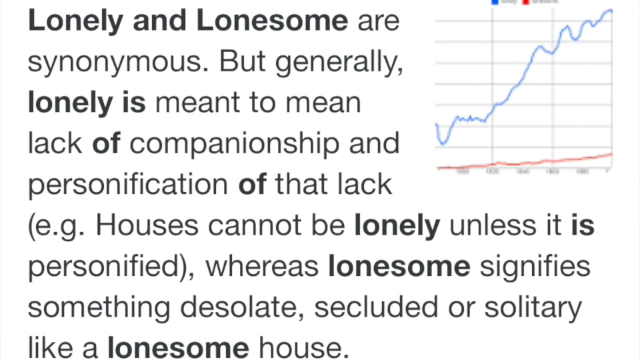 Lonely and Lonesome are
synonymous. But generally,
lonely is meant to mean
lack of companionship and
personification of that lack
(e.g. Houses cannot be lonely unless it is
personified), whereas lonesome signifies
something desolate, secluded or solitary
like a lonesome house.